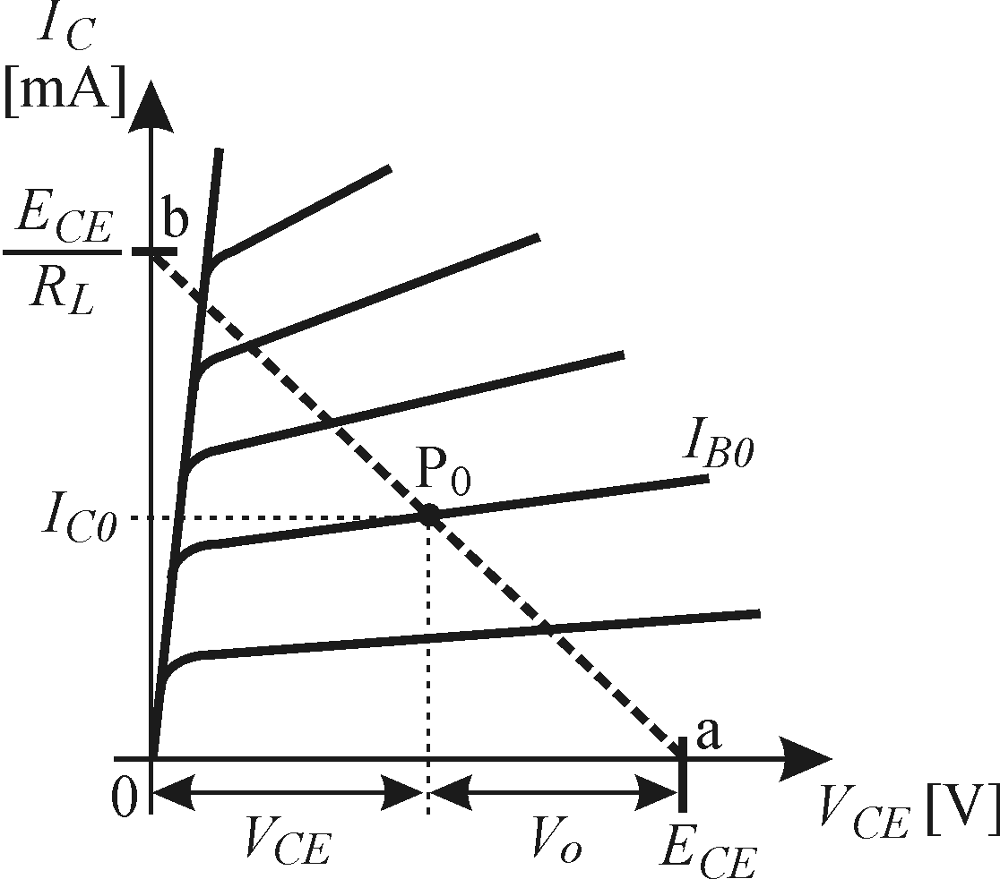 I_C
[mA]
E_CE
R_L
b
I_B0
P_0
I_C0
a
0
V_CE
V_o
E_CE
V_CE [V]